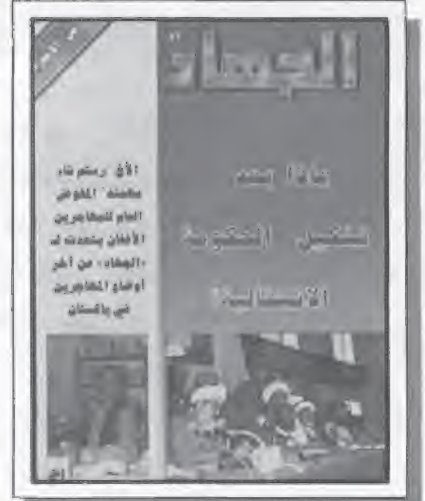 الجهاد
ماذا بعد
تشكيل الحكومة
الانتقالية؟
الأخ رستم شاه
مهمند المفوض
العام للمهاجرين
الأفغان يتحدث لـ
«الجهاد» عن آخر
أوضاع المهاجرين
في باكستان